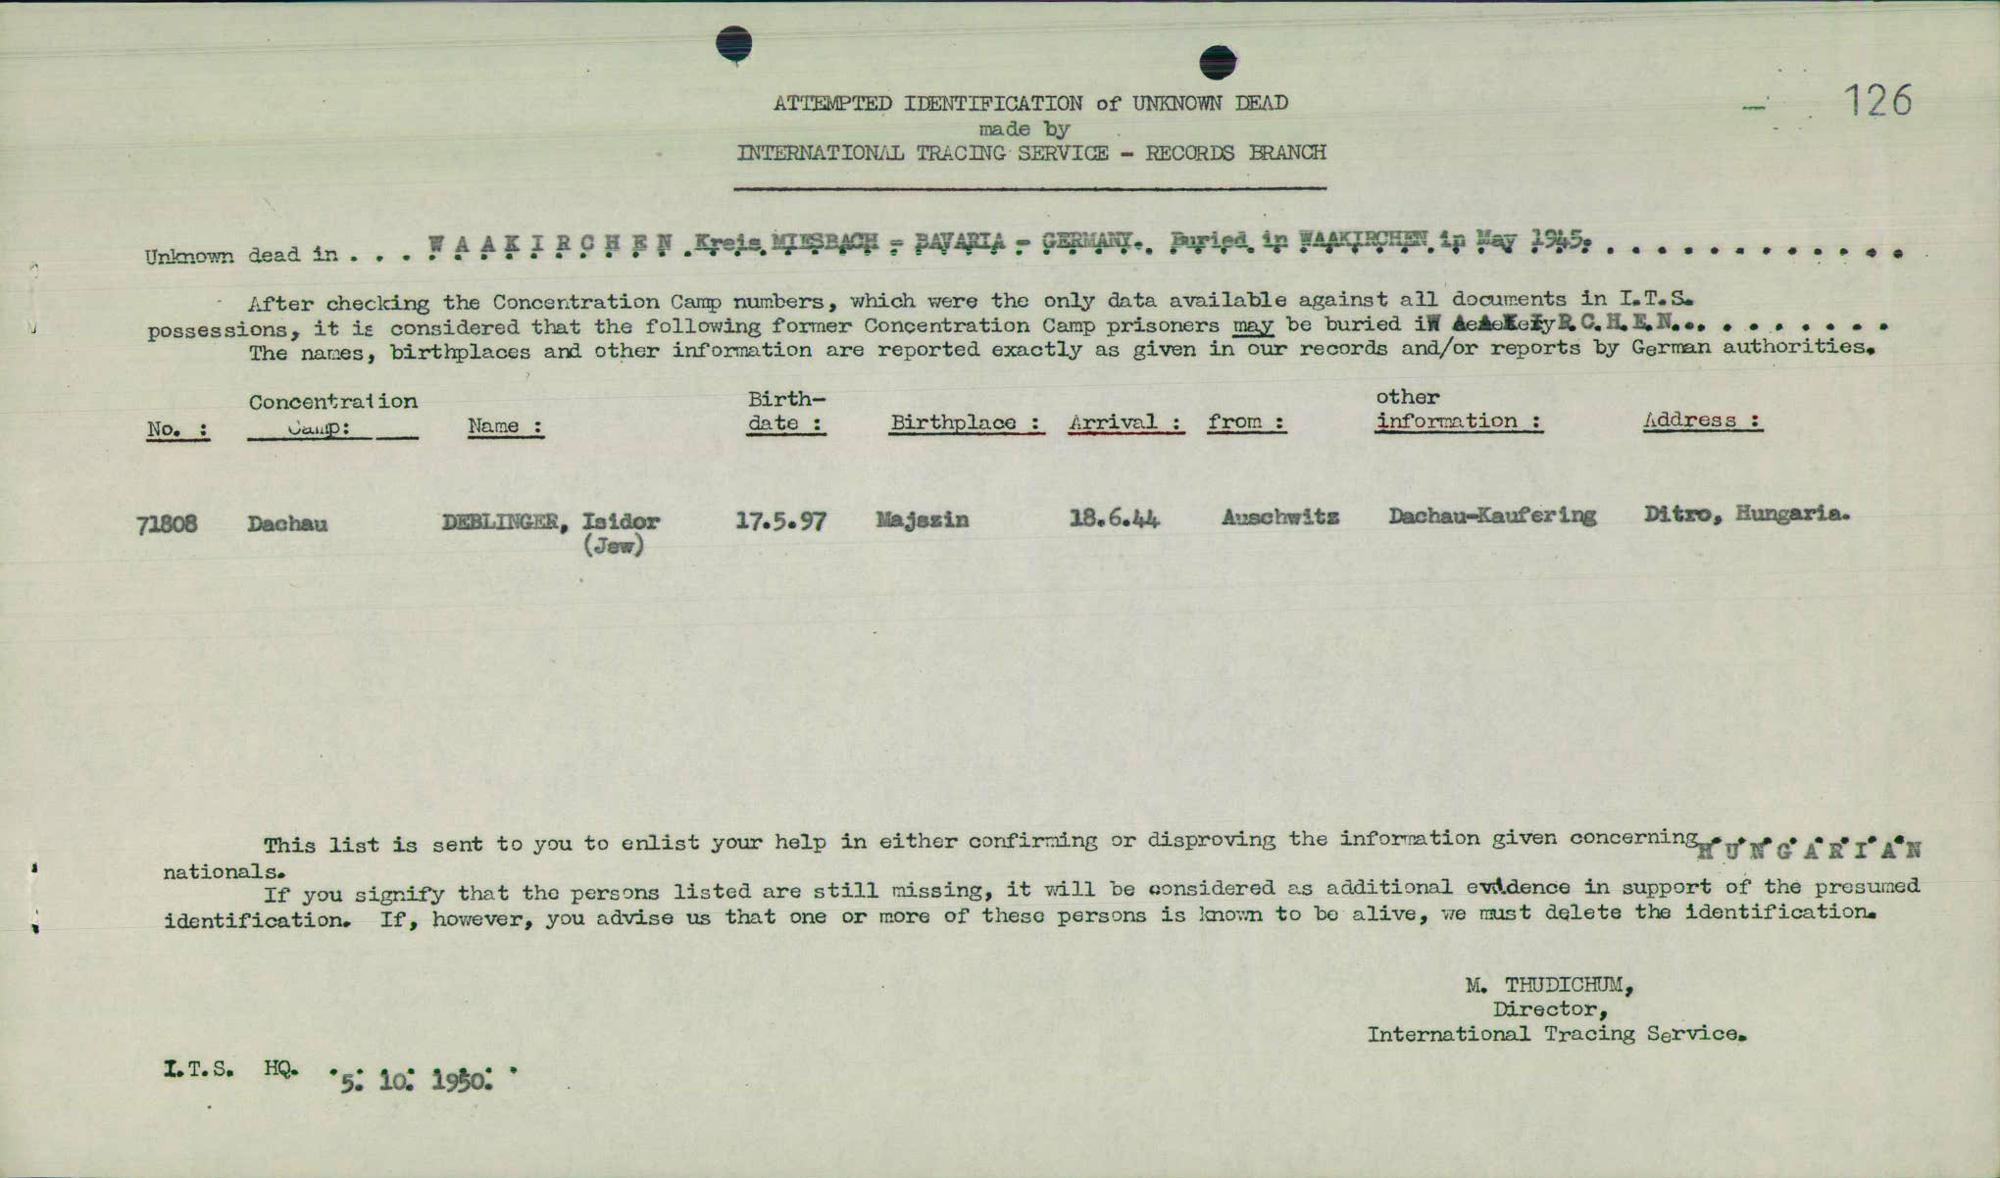 126
ATTEMPTED IDENTIFICATION of UNKNOWN DEAD
made by
INTERNATIONAL TRACING SERVICE - RECORDS BRANCH
Unknown dead in . . . W A A K I R C H E N Kreis MIESBACH - BAVARIA - GERMANY. Buried in WAAKIRCHEN in May 1945. . . . . . . . . . . . .
After checking the Concentration Camp numbers, which were the only data available against all documents in I.T.S.
possessions, it is considered that the following former Concentration Camp prisoners may be buried in W A A K I R C H E N . . . . . . . . .
The names, birthplaces and other information are reported exactly as given in our records and/or reports by German authorities.
No. : Concentration Camp: Name : Birth-date : Birthplace : Arrival : from : other information : Address :
71808 Dachau DEBLINGER, Isidor 17.5.97 Majszin 18.6.44 Auschwitz Dachau-Kaufering Ditro, Hungaria.
(Jew)
This list is sent to you to enlist your help in either confirming or disproving the information given concerning H U N G A R I A N
nationals.
If you signify that the persons listed are still missing, it will be considered as additional evidence in support of the presumed
identification. If, however, you advise us that one or more of these persons is known to be alive, we must delete the identification.
M. THUDICHUM,
Director,
International Tracing Service.
I.T.S. HQ. 5. 10. 1950.